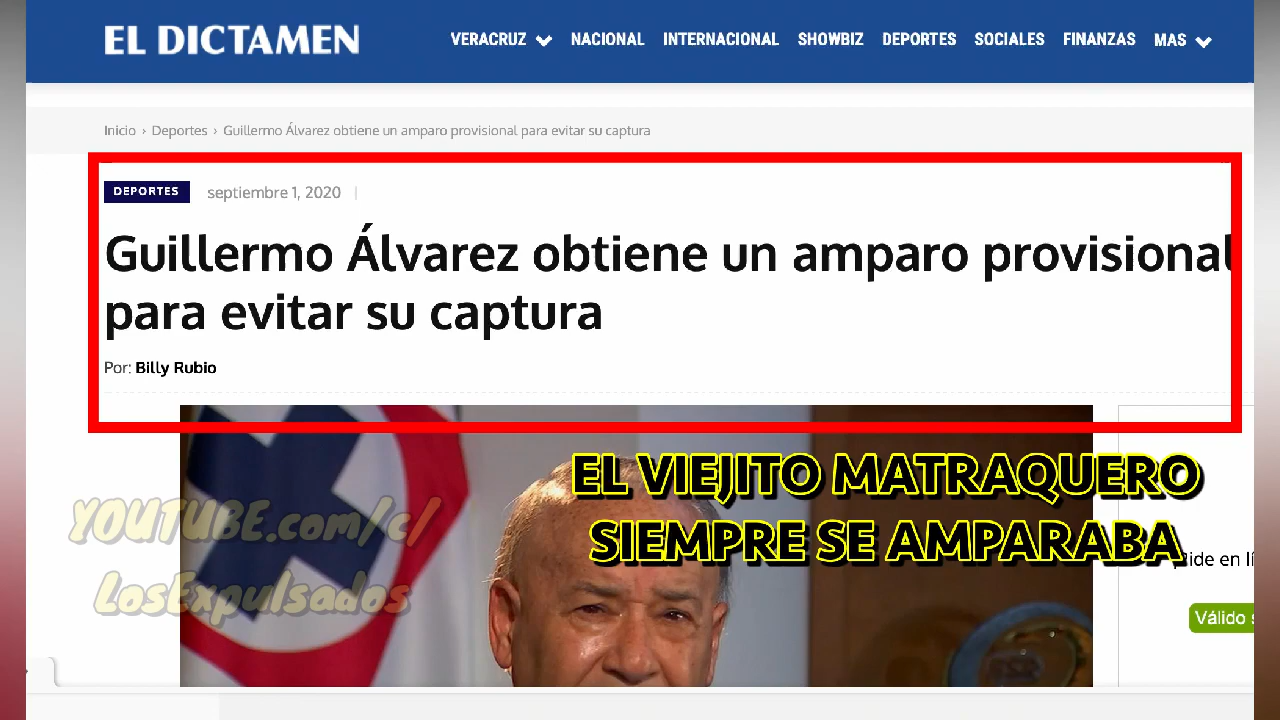 EL DICTAMEN
VERACRUZ NACIONAL INTERNACIONAL SHOWBIZ DEPORTES SOCIALES FINANZAS MAS
Inicio › Deportes › Guillermo Álvarez obtiene un amparo provisional para evitar su captura
DEPORTES septiembre 1, 2020 |
Guillermo Álvarez obtiene un amparo provisional
para evitar su captura
Por: Billy Rubio
EL VIEJITO MATRAQUERO
SIEMPRE SE AMPARABA
YOUTUBE.com/c/
LosExpulsados
en
Válido